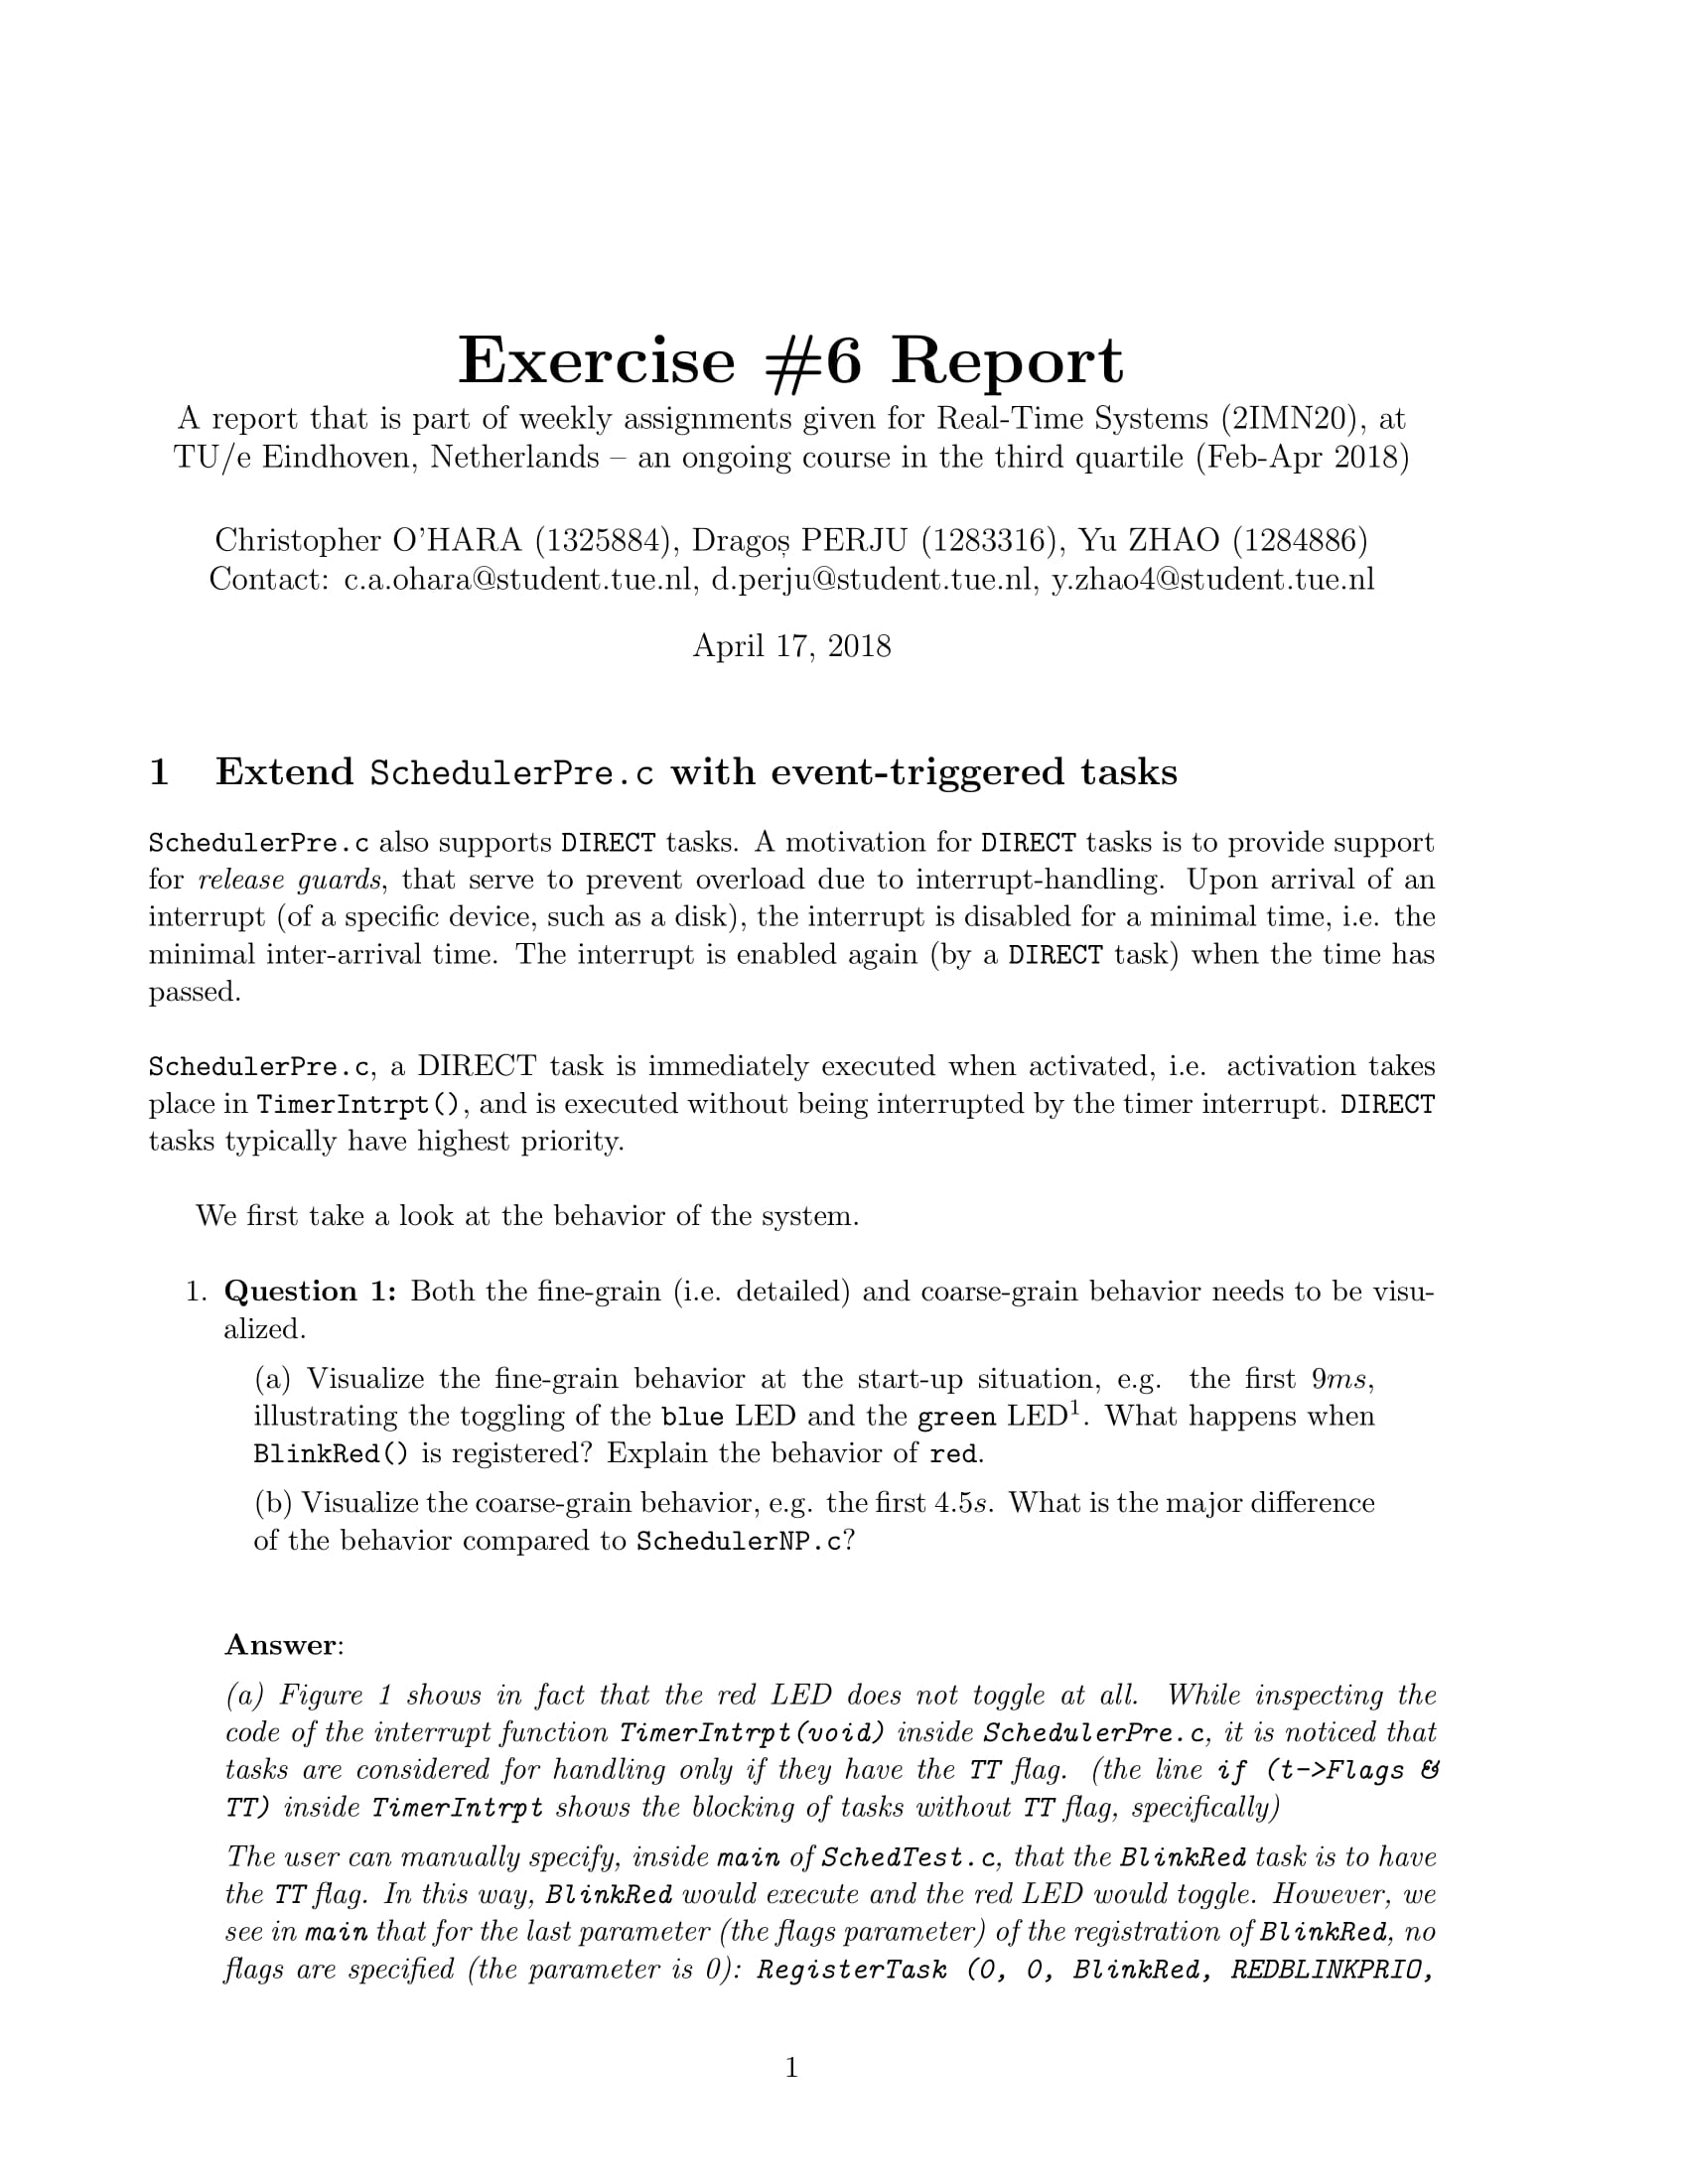 Exercise #6 Report
A report that is part of weekly assignments given for Real-Time Systems (2IMN20), at
TU/e Eindhoven, Netherlands – an ongoing course in the third quartile (Feb-Apr 2018)
Christopher O'HARA (1325884), Dragoș PERJU (1283316), Yu ZHAO (1284886)
Contact: c.a.ohara@student.tue.nl, d.perju@student.tue.nl, y.zhao4@student.tue.nl
April 17, 2018
1 Extend SchedulerPre.c with event-triggered tasks
SchedulerPre.c also supports DIRECT tasks. A motivation for DIRECT tasks is to provide support
for release guards, that serve to prevent overload due to interrupt-handling. Upon arrival of an
interrupt (of a specific device, such as a disk), the interrupt is disabled for a minimal time, i.e. the
minimal inter-arrival time. The interrupt is enabled again (by a DIRECT task) when the time has
passed.
SchedulerPre.c, a DIRECT task is immediately executed when activated, i.e. activation takes
place in TimerIntrpt(), and is executed without being interrupted by the timer interrupt. DIRECT
tasks typically have highest priority.
We first take a look at the behavior of the system.
1. Question 1: Both the fine-grain (i.e. detailed) and coarse-grain behavior needs to be visu-
alized.
(a) Visualize the fine-grain behavior at the start-up situation, e.g. the first 9ms,
illustrating the toggling of the blue LED and the green LED¹. What happens when
BlinkRed() is registered? Explain the behavior of red.
(b) Visualize the coarse-grain behavior, e.g. the first 4.5s. What is the major difference
of the behavior compared to SchedulerNP.c?
Answer:
(a) Figure 1 shows in fact that the red LED does not toggle at all. While inspecting the
code of the interrupt function TimerIntrpt(void) inside SchedulerPre.c, it is noticed that
tasks are considered for handling only if they have the TT flag. (the line if (t->Flags &
TT) inside TimerIntrpt shows the blocking of tasks without TT flag, specifically)
The user can manually specify, inside main of SchedTest.c, that the BlinkRed task is to have
the TT flag. In this way, BlinkRed would execute and the red LED would toggle. However, we
see in main that for the last parameter (the flags parameter) of the registration of BlinkRed, no
flags are specified (the parameter is 0): RegisterTask (0, 0, BlinkRed, REDBLINKPRIO,
1